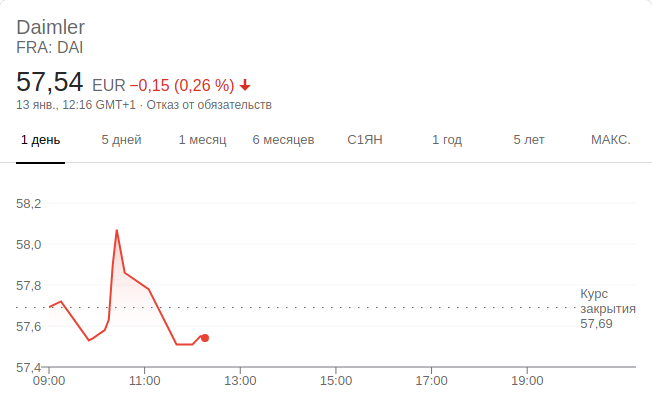 Daimler
FRA: DAI
57,54 EUR −0,15 (0,26 %)
13 янв., 12:16 GMT+1 · Отказ от обязательств
1 день 5 дней 1 месяц 6 месяцев С1ЯН 1 год 5 лет МАКС.
58,2
58,0
57,8
57,6
57,4
Курс
закрытия
57,69
09:00 11:00 13:00 15:00 17:00 19:00